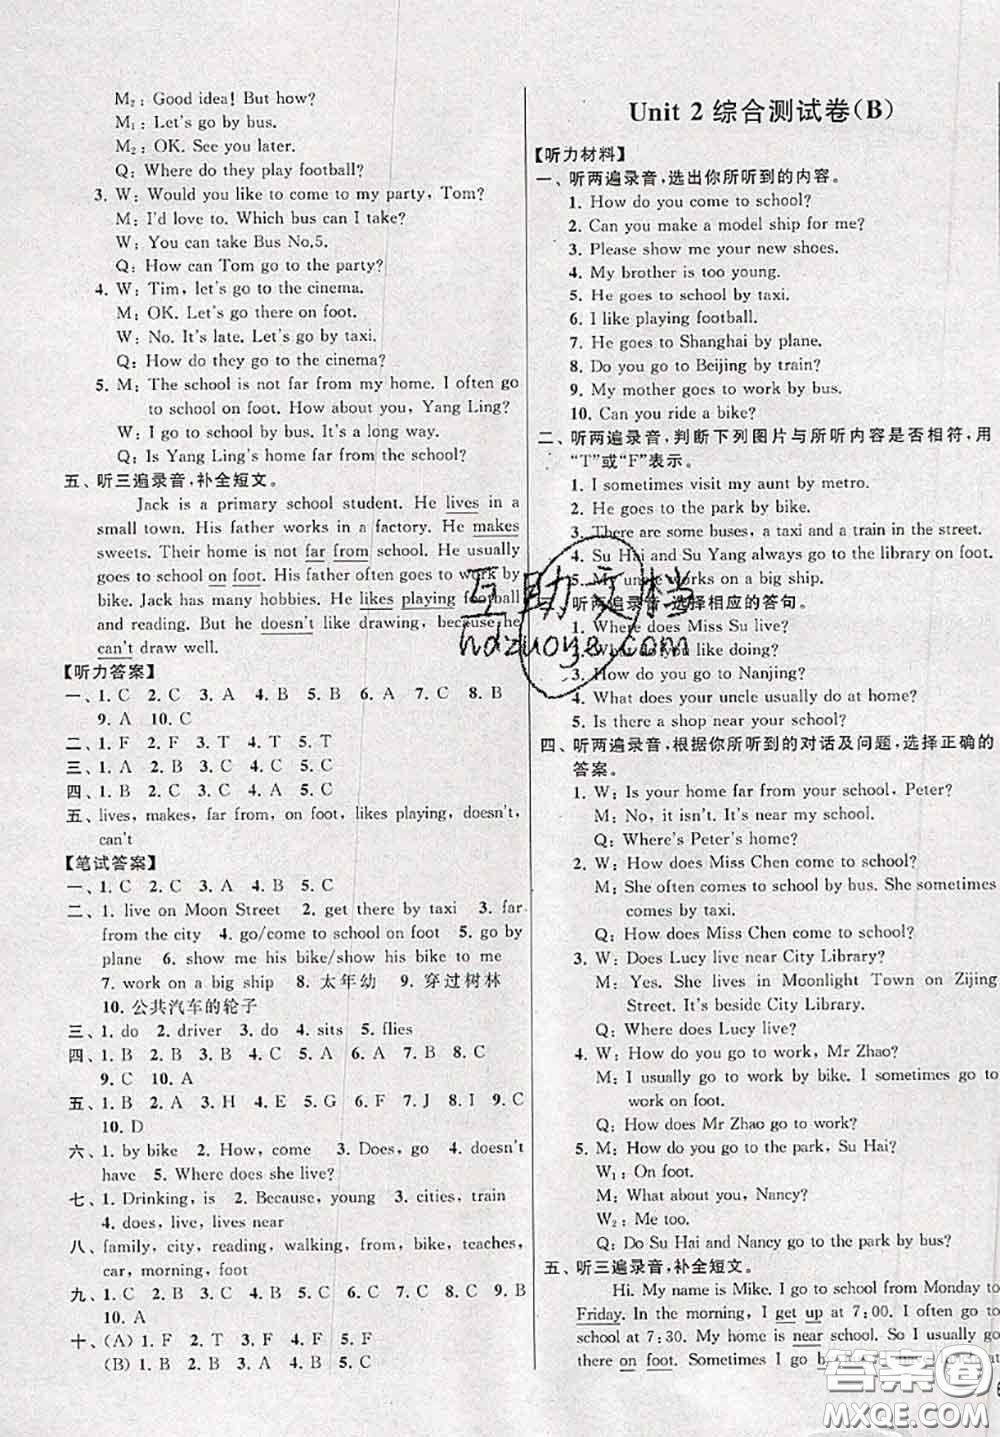 M₂: Good idea! But how?
M₁: Let's go by bus.
M₂: OK. See you later.
Q: Where do they play football?
3. W: Would you like to come to my party, Tom?
M: I'd love to. Which bus can I take?
W: You can take Bus No.5.
Q: How can Tom go to the party?
4. W: Tim, let's go to the cinema.
M: OK. Let's go there on foot.
W: No. It's late. Let's go by taxi.
Q: How do they go to the cinema?
5. M: The school is not far from my home. I often go
to school on foot. How about you, Yang Ling?
W: I go to school by bus. It's a long way.
Q: Is Yang Ling's home far from the school?
五、听三遍录音,补全短文。
Jack is a primary school student. He lives in a
small town. His father works in a factory. He makes
sweets. Their home is not far from school. He usually
goes to school on foot. His father often goes to work by
bike. Jack has many hobbies. He likes playing football
and reading. But he doesn't like drawing, because he
can't draw well.
【听力答案】
一、1. C 2. C 3. A 4. B 5. B 6. A 7. C 8. B
9. A 10. C
二、1. F 2. F 3. T 4. T 5. T
三、1. A 2. B 3. C 4. B 5. C
四、1. B 2. B 3. A 4. C 5. C
五、lives, makes, far from, on foot, likes playing, doesn't,
can't
【笔试答案】
一、1. C 2. C 3. A 4. B 5. C
二、1. live on Moon Street 2. get there by taxi 3. far
from the city 4. go/come to school on foot 5. go by
plane 6. show me his bike/show his bike to me
7. work on a big ship 8. 太年幼 9. 穿过树林
10. 公共汽车的轮子
三、1. do 2. driver 3. do 4. sits 5. flies
四、1. B 2. B 3. B 4. C 5. A 6. A 7. B 8. C
9. C 10. A
五、1. B 2. A 3. H 4. E 5. G 6. F 7. J 8. I 9. C
10. D
六、1. by bike 2. How, come 3. Does, go 4. doesn't
have 5. Where does she live?
七、1. Drinking, is 2. Because, young 3. cities, train
4. does, live, lives near
八、family, city, reading, walking, from, bike, teaches,
car, morning, foot
九、1. C 2. C 3. B 4. A 5. C 6. C 7. A 8. C 9. B
10. A
十、(A) 1. F 2. T 3. F 4. F 5. T
(B) 1. B 2. A 3. B 4. C 5. C
Unit 2 综合测试卷(B)
【听力材料】
一、听两遍录音,选出你所听到的内容。
1. How do you come to school?
2. Can you make a model ship for me?
3. Please show me your new shoes.
4. My brother is too young.
5. He goes to school by taxi.
6. I like playing football.
7. He goes to Shanghai by plane.
8. Do you go to Beijing by train?
9. My mother goes to work by bus.
10. Can you ride a bike?
二、听两遍录音,判断下列图片与所听内容是否相符,用
“T”或“F”表示。
1. I sometimes visit my aunt by metro.
2. He goes to the park by bike.
3. There are some buses, a taxi and a train in the street.
4. Su Hai and Su Yang always go to the library on foot.
5. My uncle works on a big ship.
三、听两遍录音,选择相应的答句。
1. Where does Miss Su live?
2. What do you like doing?
3. How do you go to Nanjing?
4. What does your uncle usually do at home?
5. Is there a shop near your school?
四、听两遍录音,根据你所听到的对话及问题,选择正确的
答案。
1. W: Is your home far from your school, Peter?
M: No, it isn't. It's near my school.
Q: Where's Peter's home?
2. W: How does Miss Chen come to school?
M: She often comes to school by bus. She sometimes
comes by taxi.
Q: How does Miss Chen come to school?
3. W: Does Lucy live near City Library?
M: Yes. She lives in Moonlight Town on Zijing
Street. It's beside City Library.
Q: Where does Lucy live?
4. W: How do you go to work, Mr Zhao?
M: I usually go to work by bike. I sometimes go to
work on foot.
Q: How does Mr Zhao go to work?
5. M: How do you go to the park, Su Hai?
W₁: On foot.
M: What about you, Nancy?
W₂: Me too.
Q: Do Su Hai and Nancy go to the park by bus?
五、听三遍录音,补全短文。
Hi. My name is Mike. I go to school from Monday to
Friday. In the morning, I get up at 7:00. I often go to
school at 7:30. My home is near school. So I usually go
there on foot. Sometimes I go by
互助文档
hdzuoye.com
答案圈
MXQE.COM